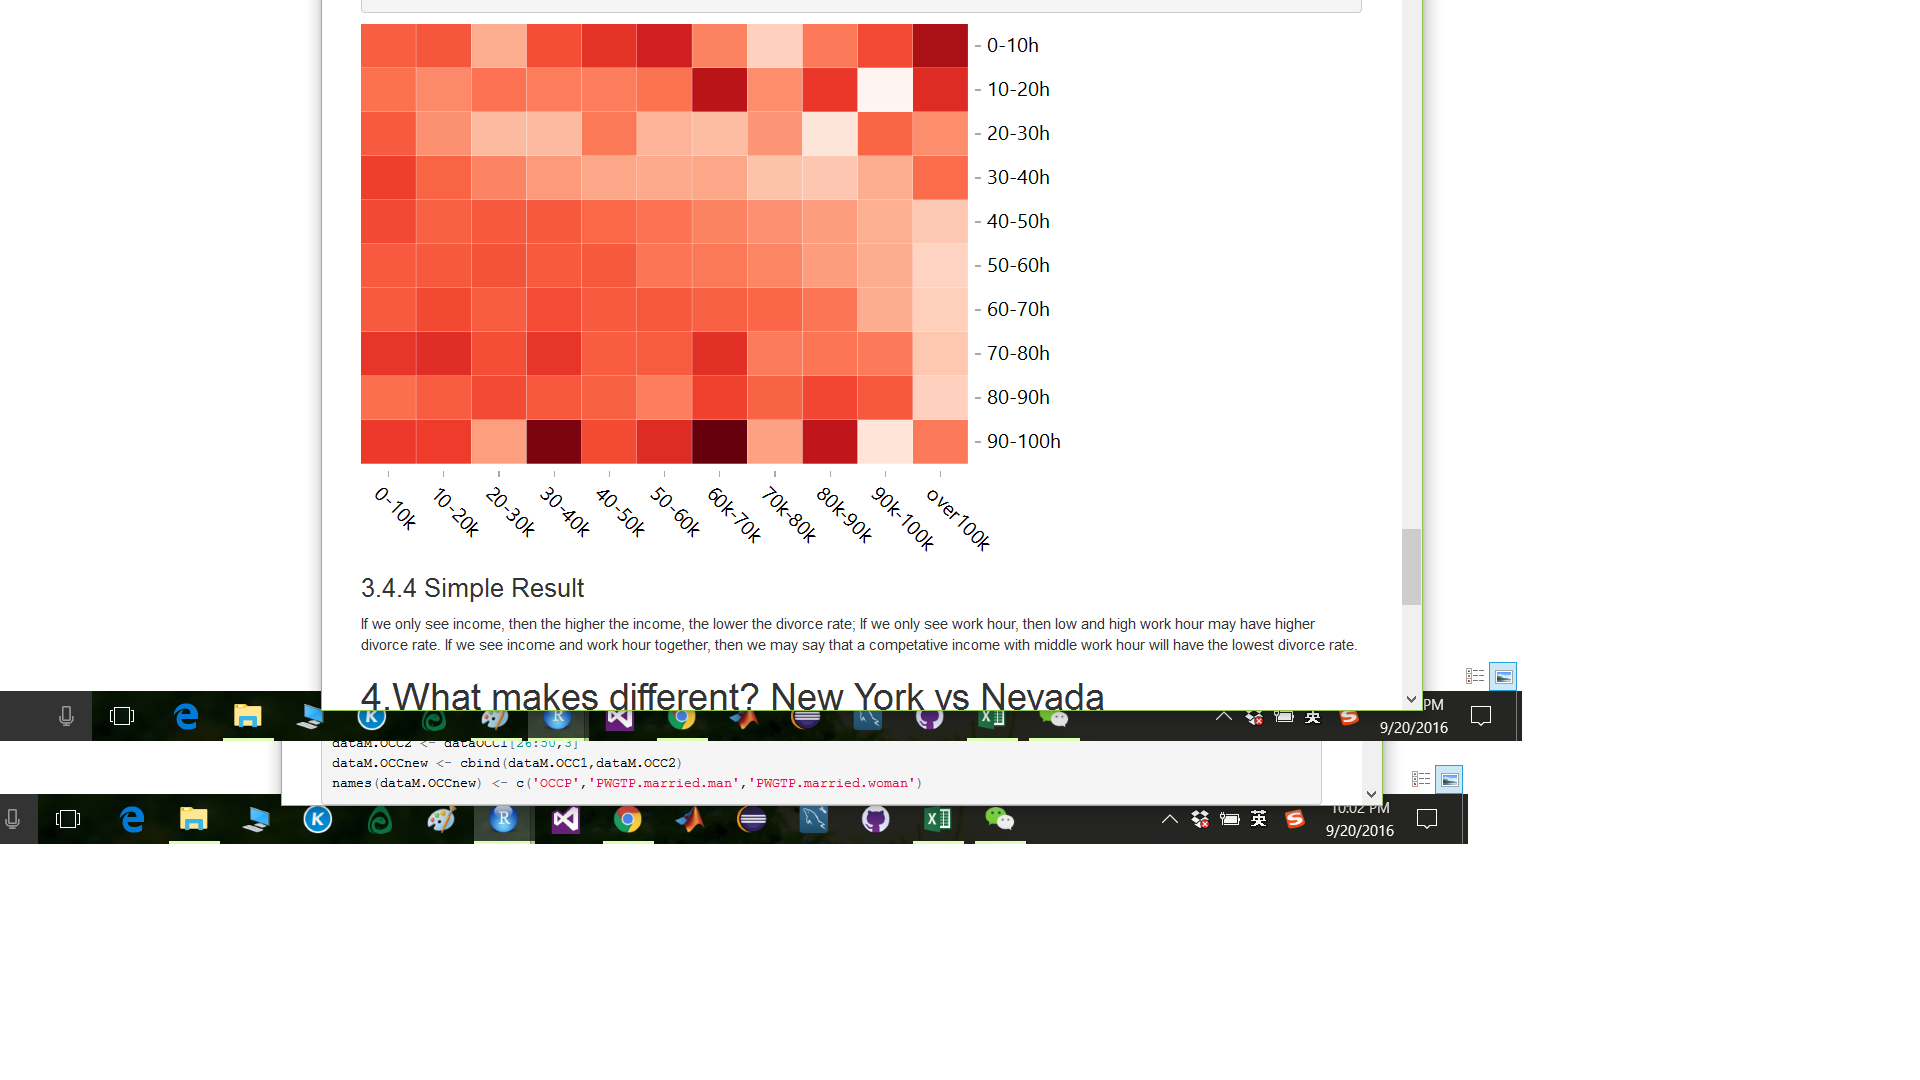 0-10h
10-20h
20-30h
30-40h
40-50h
50-60h
60-70h
70-80h
80-90h
90-100h
0-10k
10-20k
20-30k
30-40k
40-50k
50-60k
60k-70k
70k-80k
80k-90k
90k-100k
over100k
3.4.4 Simple Result
If we only see income, then the higher the income, the lower the divorce rate; If we only see work hour, then low and high work hour may have higher
divorce rate. If we see income and work hour together, then we may say that a competative income with middle work hour will have the lowest divorce rate.
4.What makes different? New York vs Nevada
PM
英
9/20/2016
dataM.OCC2 <- dataOCC1[26:50,3]
dataM.OCCnew <- cbind(dataM.OCC1,dataM.OCC2)
names(dataM.OCCnew) <- c('OCCP','PWGTP.married.man','PWGTP.married.woman')
英
10:02 PM
9/20/2016